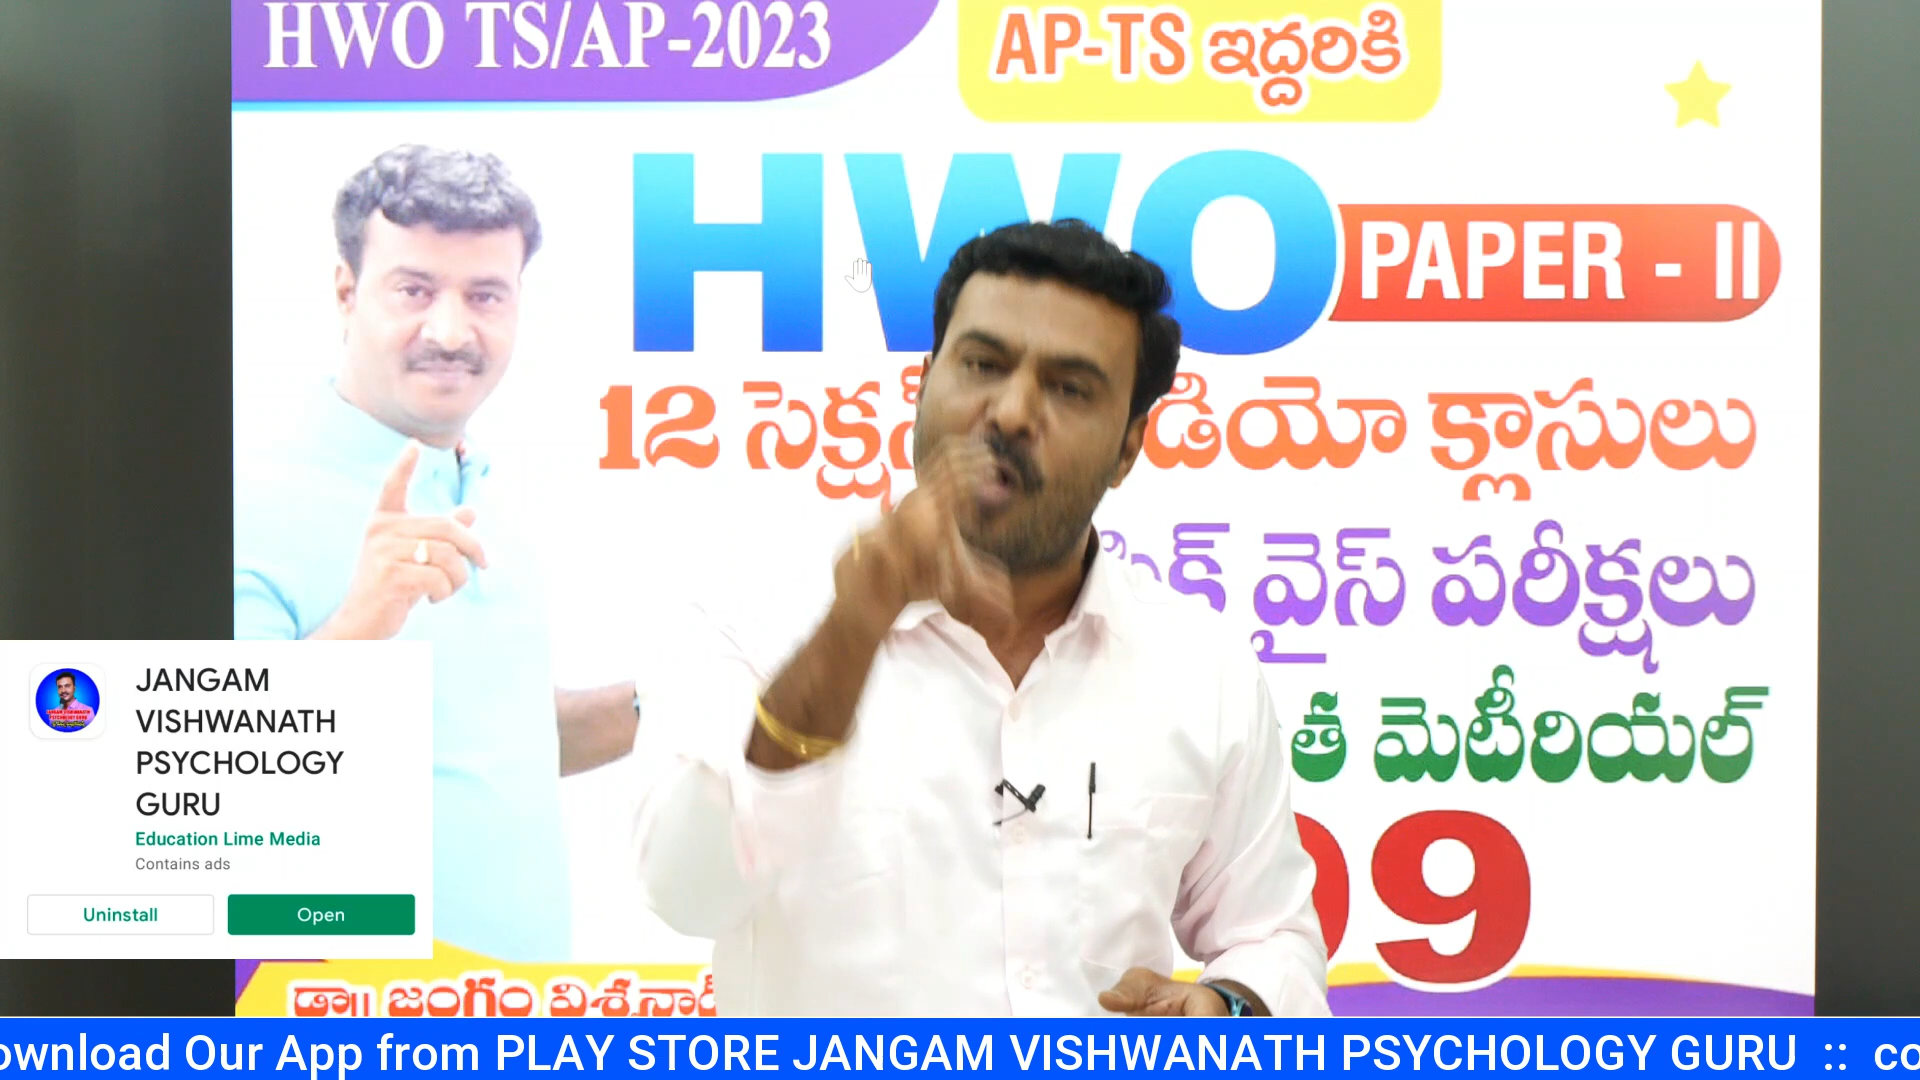 HWO TS/AP-2023
AP-TS ఇద్దరికి
HWO
PAPER - II
12 సెక్షన్ డియో క్లాసులు
వైస్ పరీక్షలు
మెటీరియల్
JANGAM
VISHWANATH
PSYCHOLOGY
GURU
Education Lime Media
Contains ads
Uninstall
Open
డా|| జంగం
ownload Our App from PLAY STORE JANGAM VISHWANATH PSYCHOLOGY GURU :: co